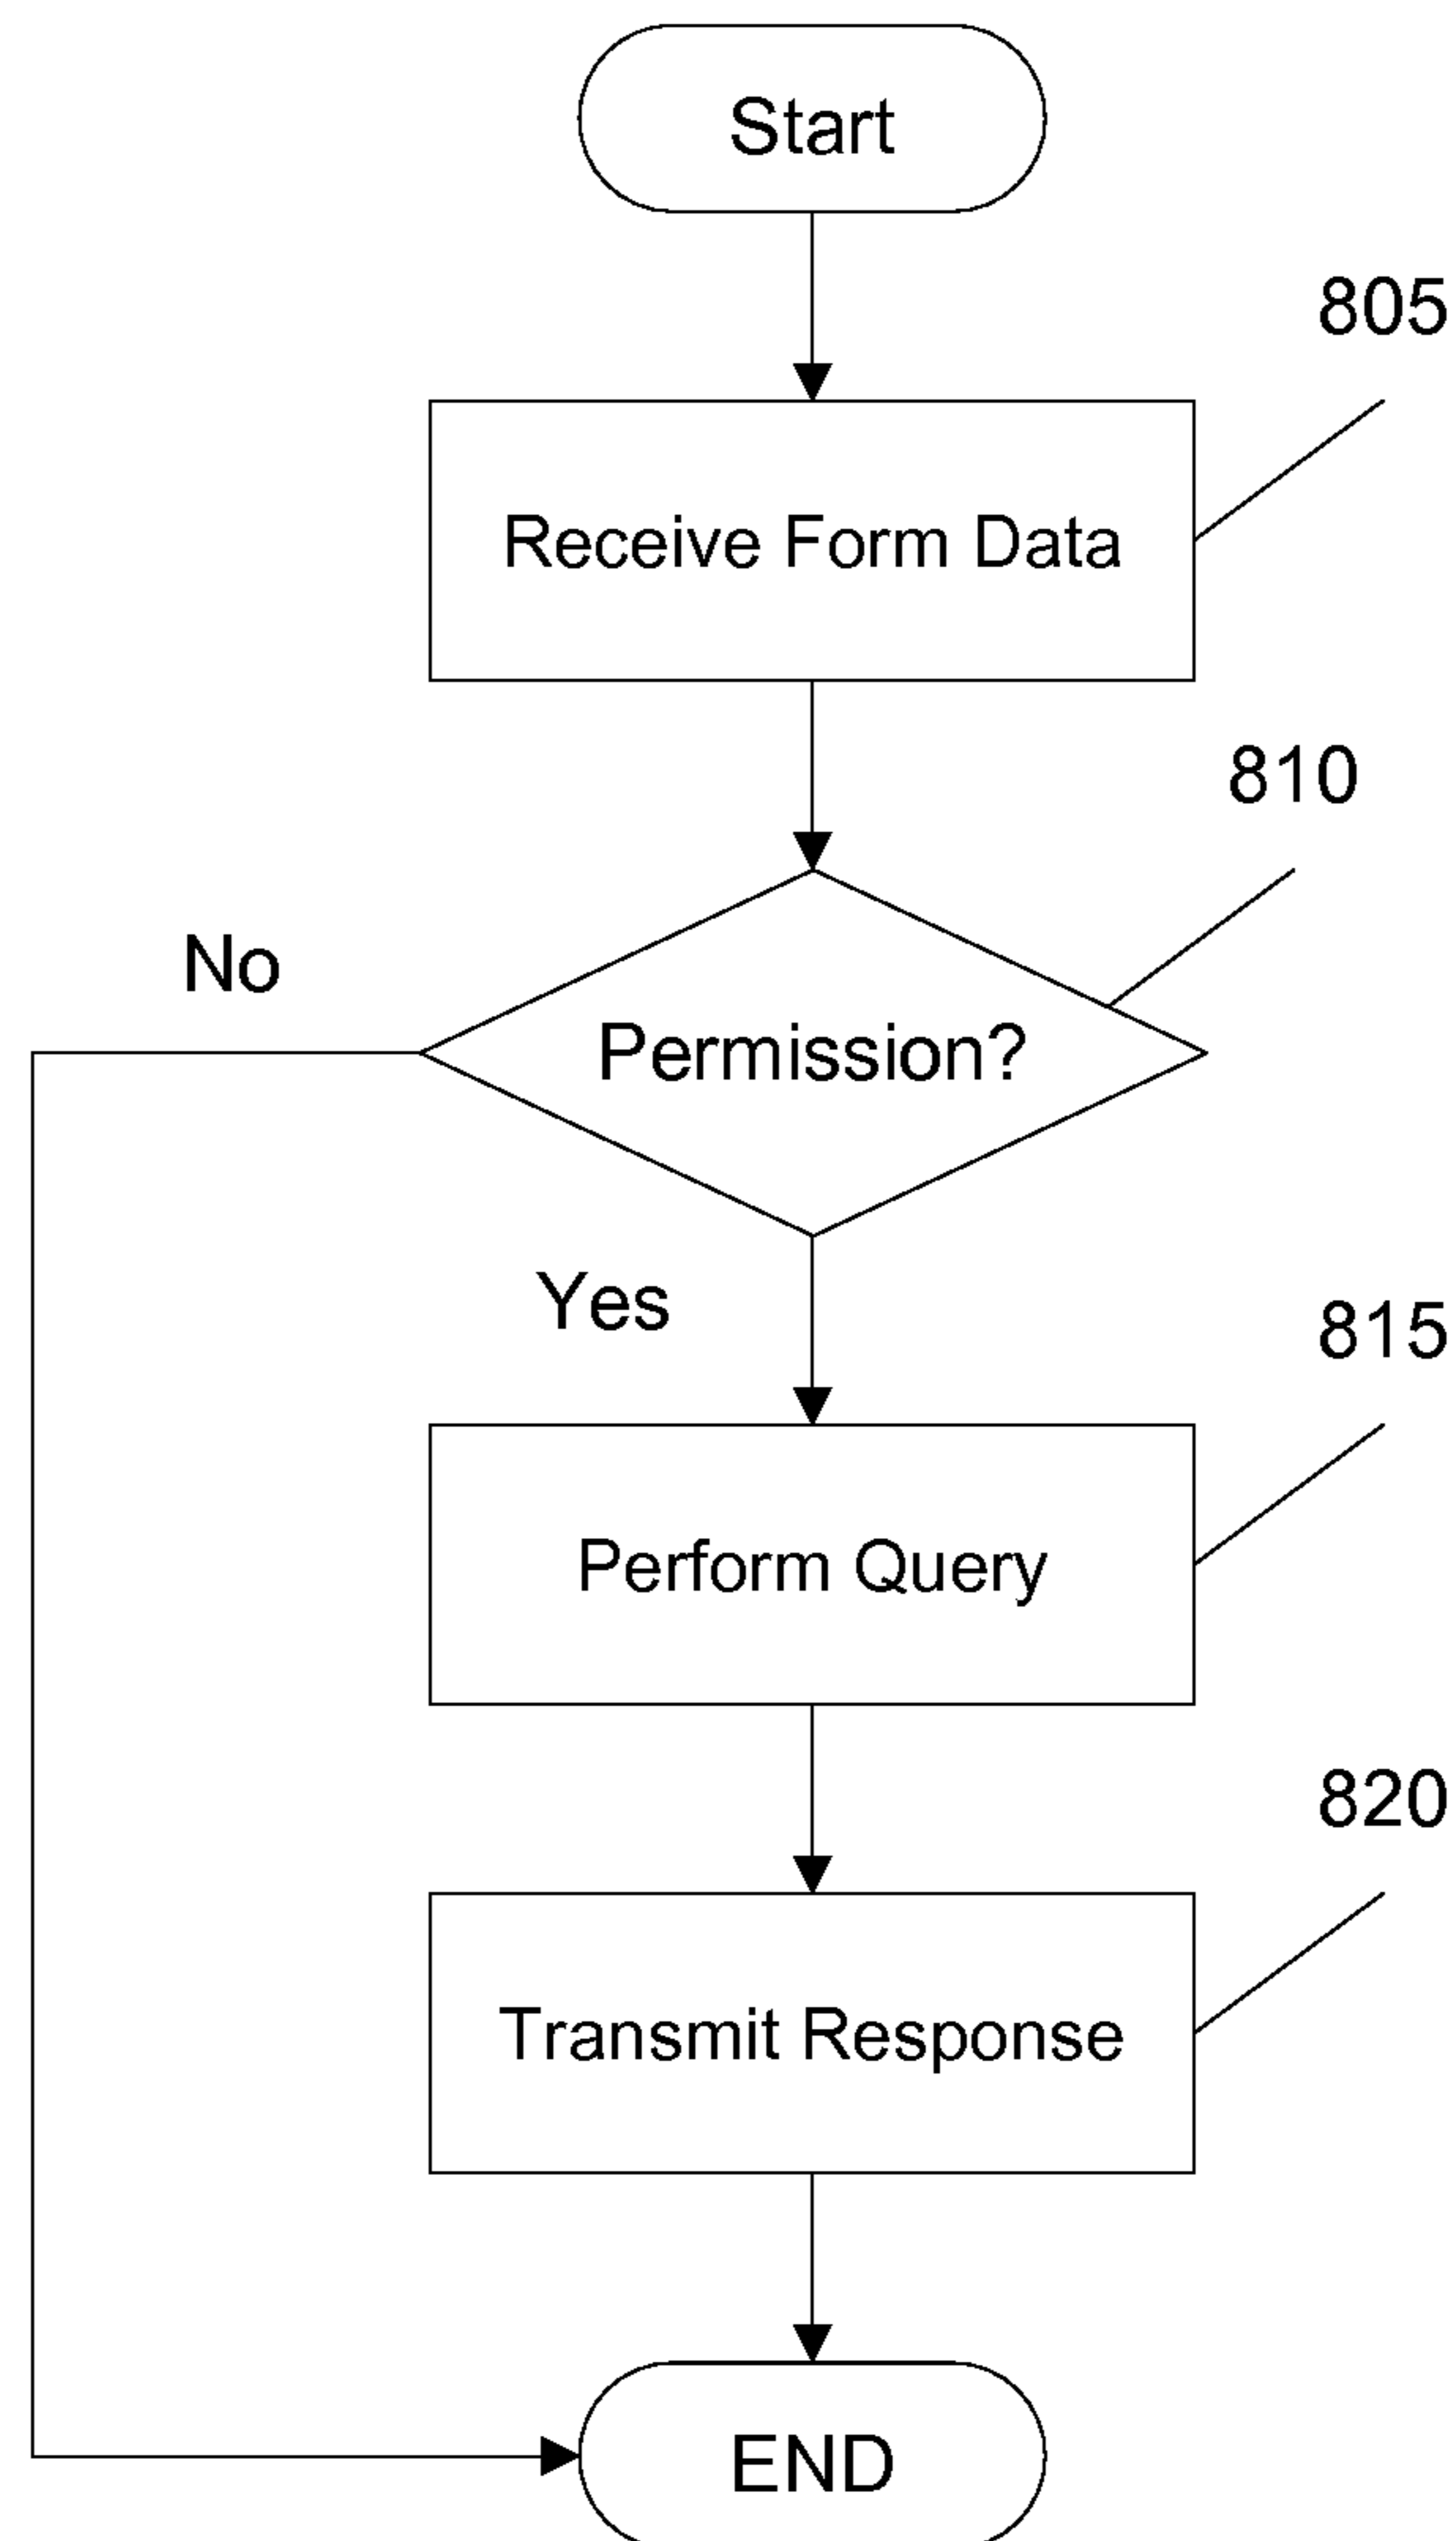 Start
805
Receive Form Data
810
No
Permission?
Yes
815
Perform Query
820
Transmit Response
END